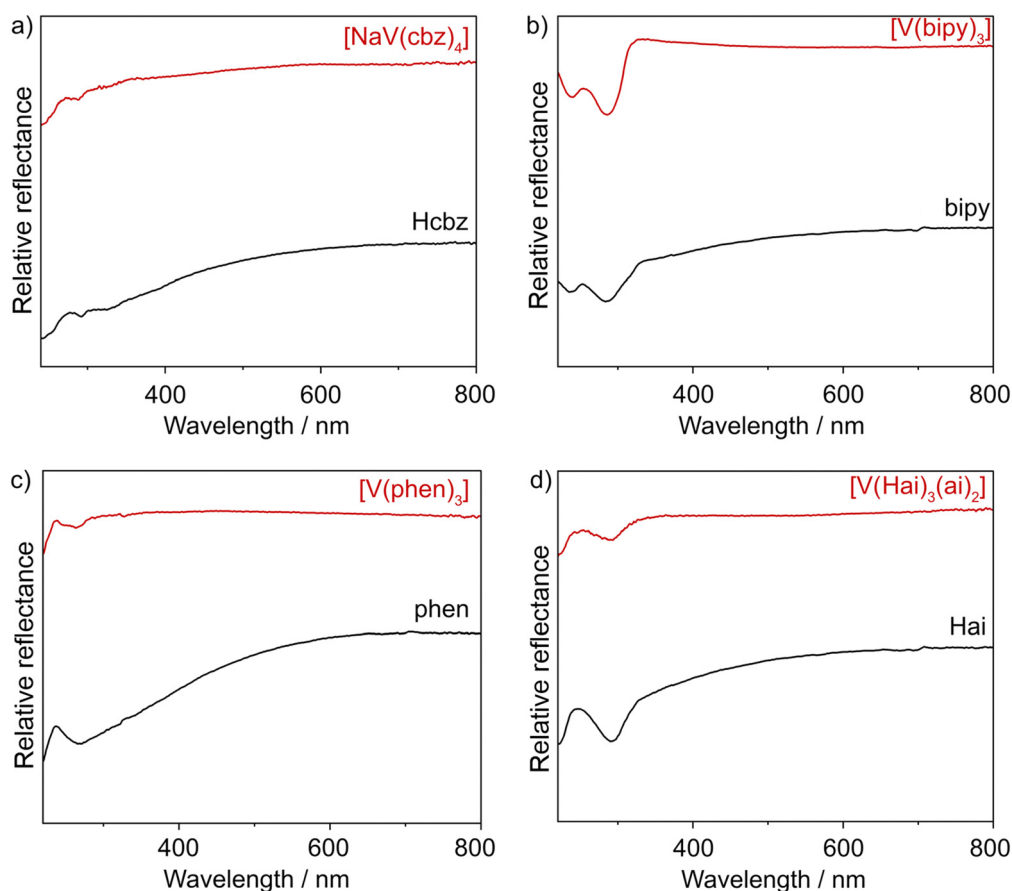 a)
[NaV(cbz)₄]
Hcbz
Relative reflectance
400
600
800
Wavelength / nm
b)
[V(bipy)₃]
bipy
Relative reflectance
400
600
800
Wavelength / nm
c)
[V(phen)₃]
phen
Relative reflectance
400
600
800
Wavelength / nm
d)
[V(Hai)₃(ai)₂]
Hai
Relative reflectance
400
600
800
Wavelength / nm